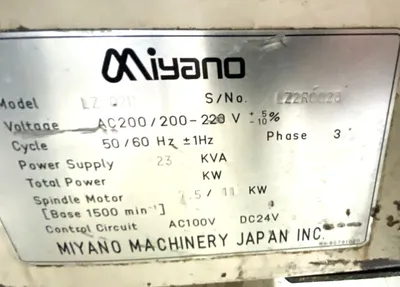 Miyano
Model S/No.
Voltage AC200/200-220 V +5% -10%
Cycle 50/60 Hz ±1Hz Phase 3
Power Supply 23 KVA
Total Power KW
Spindle Motor KW
[Base 1500 min⁻¹]
Control Circuit AC100V DC24V
MIYANO MACHINERY JAPAN INC.